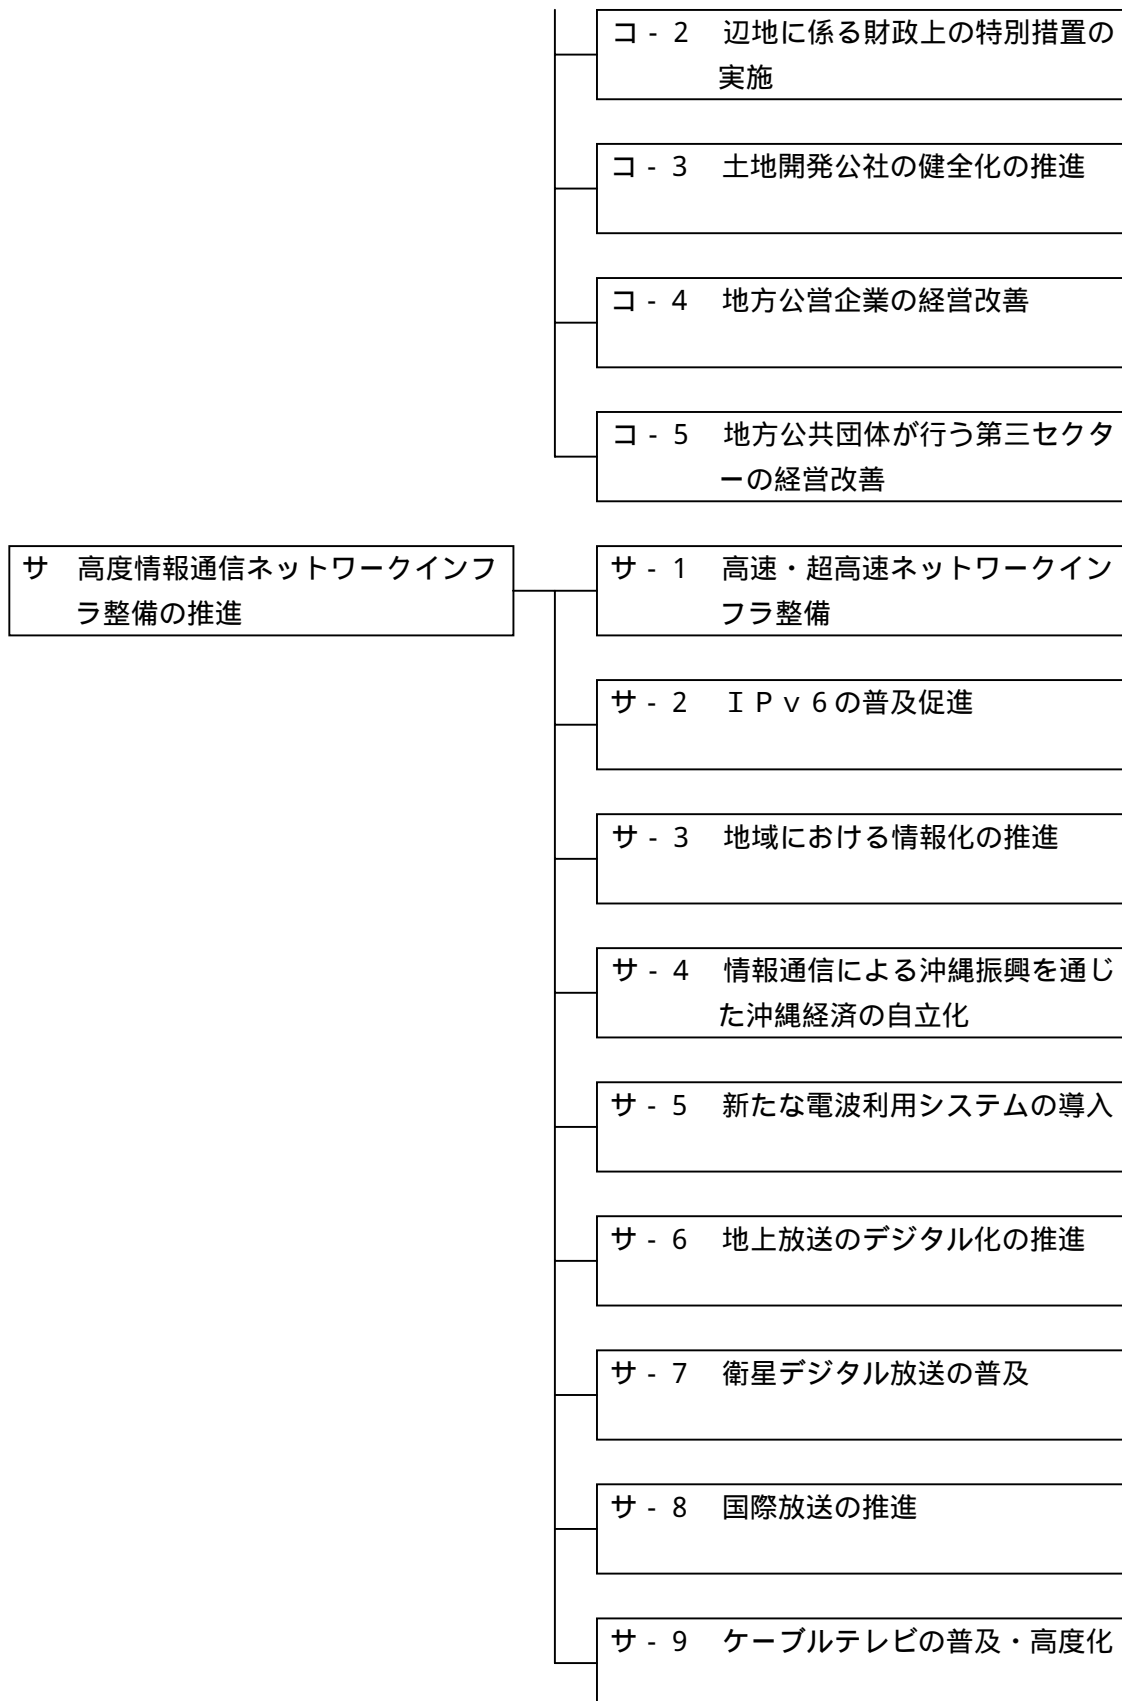 コ - 2　辺地に係る財政上の特別措置の
実施
コ - 3　土地開発公社の健全化の推進
コ - 4　地方公営企業の経営改善
コ - 5　地方公共団体が行う第三セクタ
ーの経営改善
サ　高度情報通信ネットワークインフ
ラ整備の推進
サ - 1　高速・超高速ネットワークイン
フラ整備
サ - 2　ＩＰｖ６の普及促進
サ - 3　地域における情報化の推進
サ - 4　情報通信による沖縄振興を通じ
た沖縄経済の自立化
サ - 5　新たな電波利用システムの導入
サ - 6　地上放送のデジタル化の推進
サ - 7　衛星デジタル放送の普及
サ - 8　国際放送の推進
サ - 9　ケーブルテレビの普及・高度化